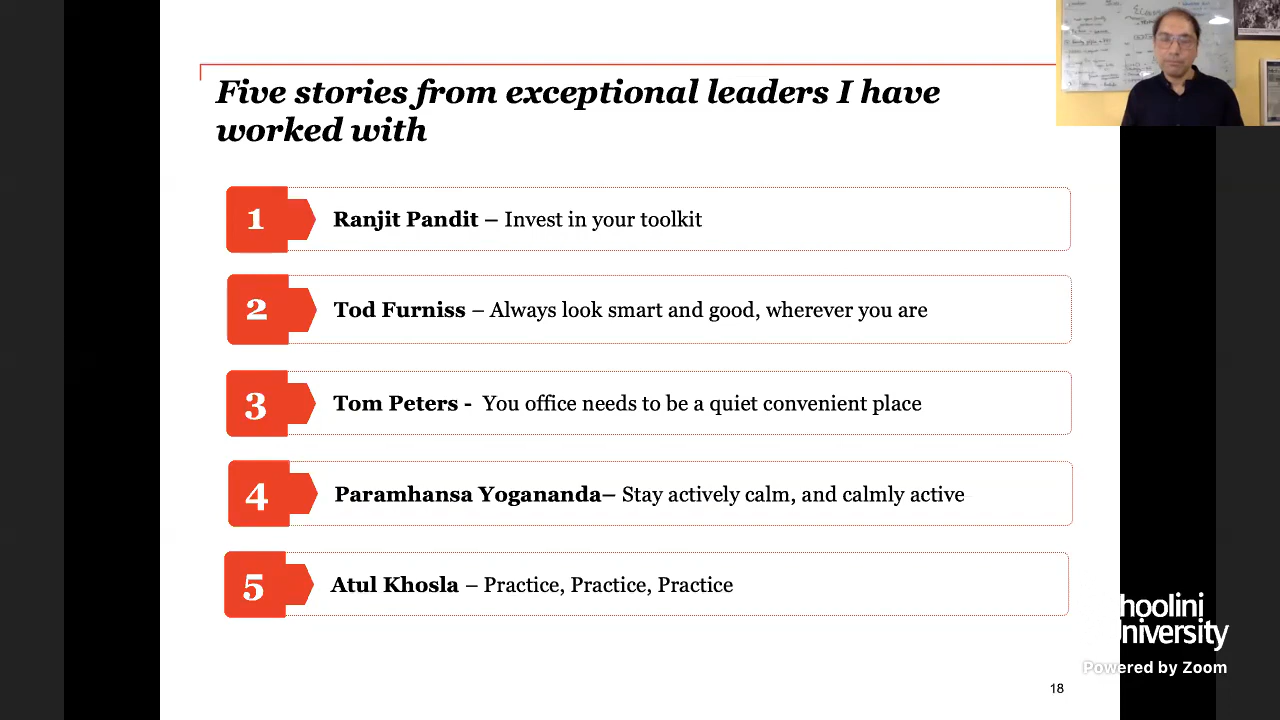 Five stories from exceptional leaders I have
worked with
1
Ranjit Pandit – Invest in your toolkit
2
Tod Furniss – Always look smart and good, wherever you are
3
Tom Peters - You office needs to be a quiet convenient place
4
Paramhansa Yogananda– Stay actively calm, and calmly active
5
Atul Khosla – Practice, Practice, Practice
hoolini
University
Powered by Zoom
18